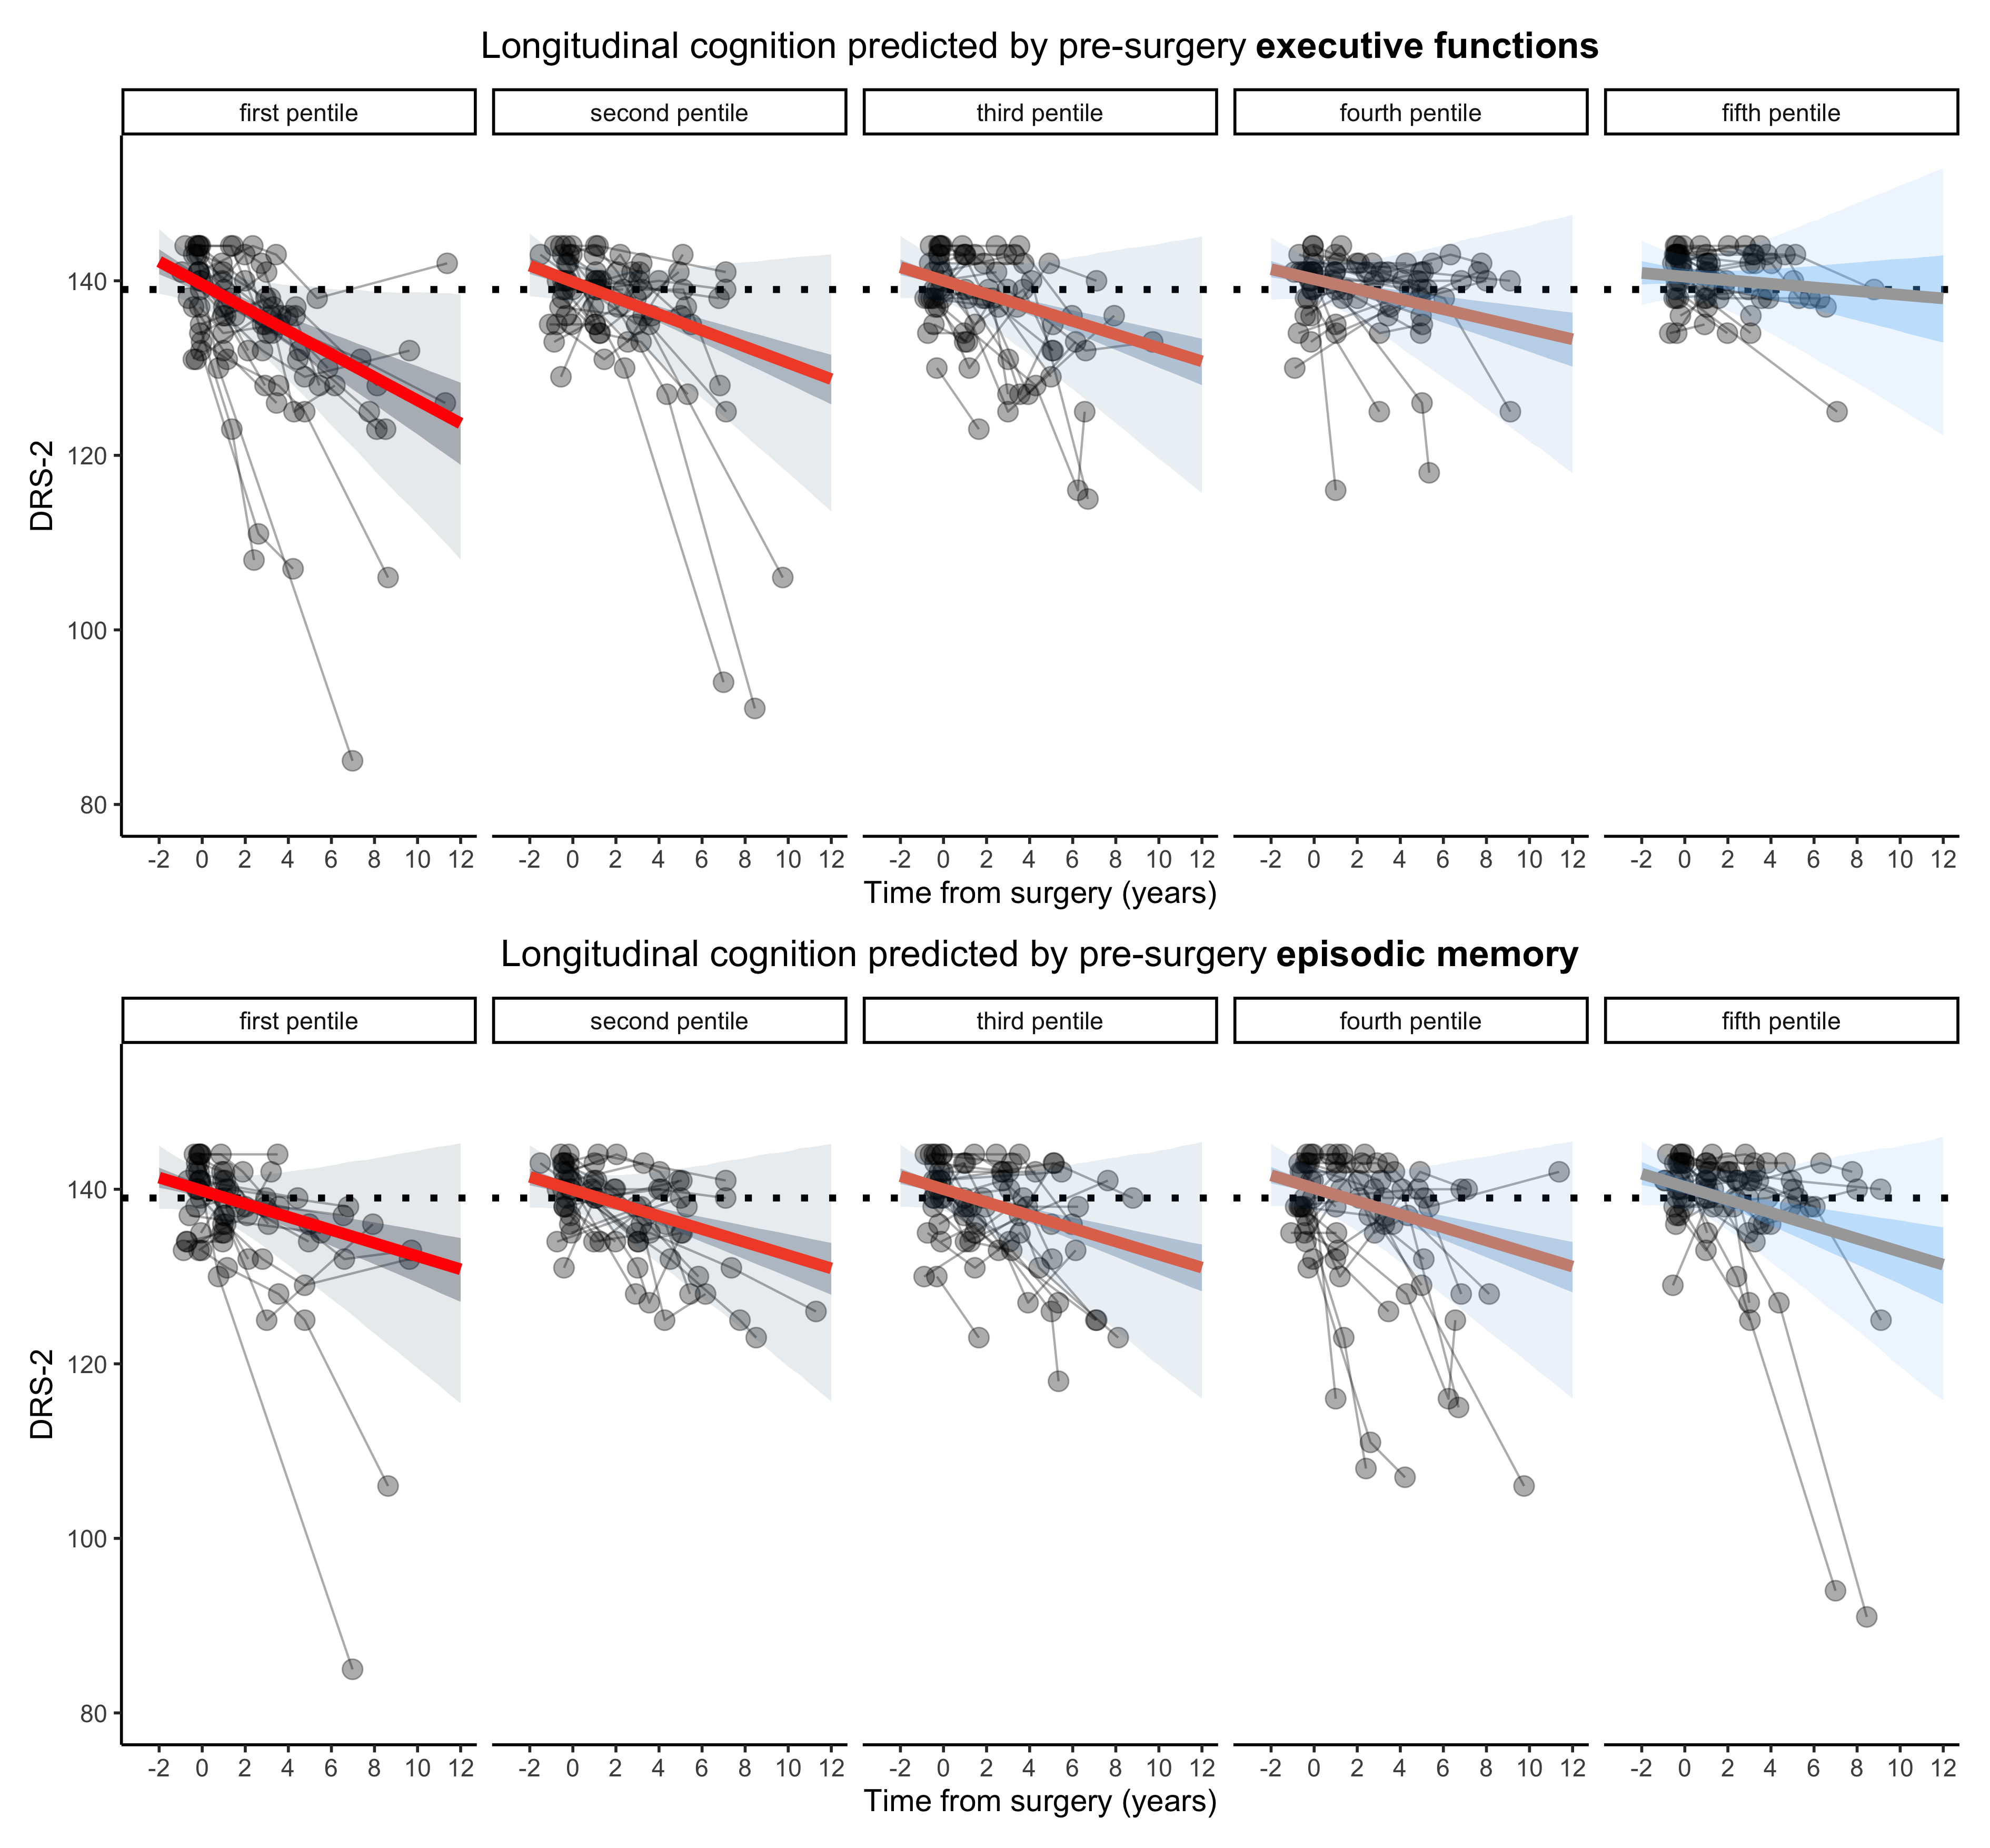 Longitudinal cognition predicted by pre-surgery executive functions
first pentile second pentile third pentile fourth pentile fifth pentile
DRS-2
140
120
100
80
-2 0 2 4 6 8 10 12 -2 0 2 4 6 8 10 12 -2 0 2 4 6 8 10 12 -2 0 2 4 6 8 10 12 -2 0 2 4 6 8 10 12
Time from surgery (years)
Longitudinal cognition predicted by pre-surgery episodic memory
first pentile second pentile third pentile fourth pentile fifth pentile
DRS-2
140
120
100
80
-2 0 2 4 6 8 10 12 -2 0 2 4 6 8 10 12 -2 0 2 4 6 8 10 12 -2 0 2 4 6 8 10 12 -2 0 2 4 6 8 10 12
Time from surgery (years)